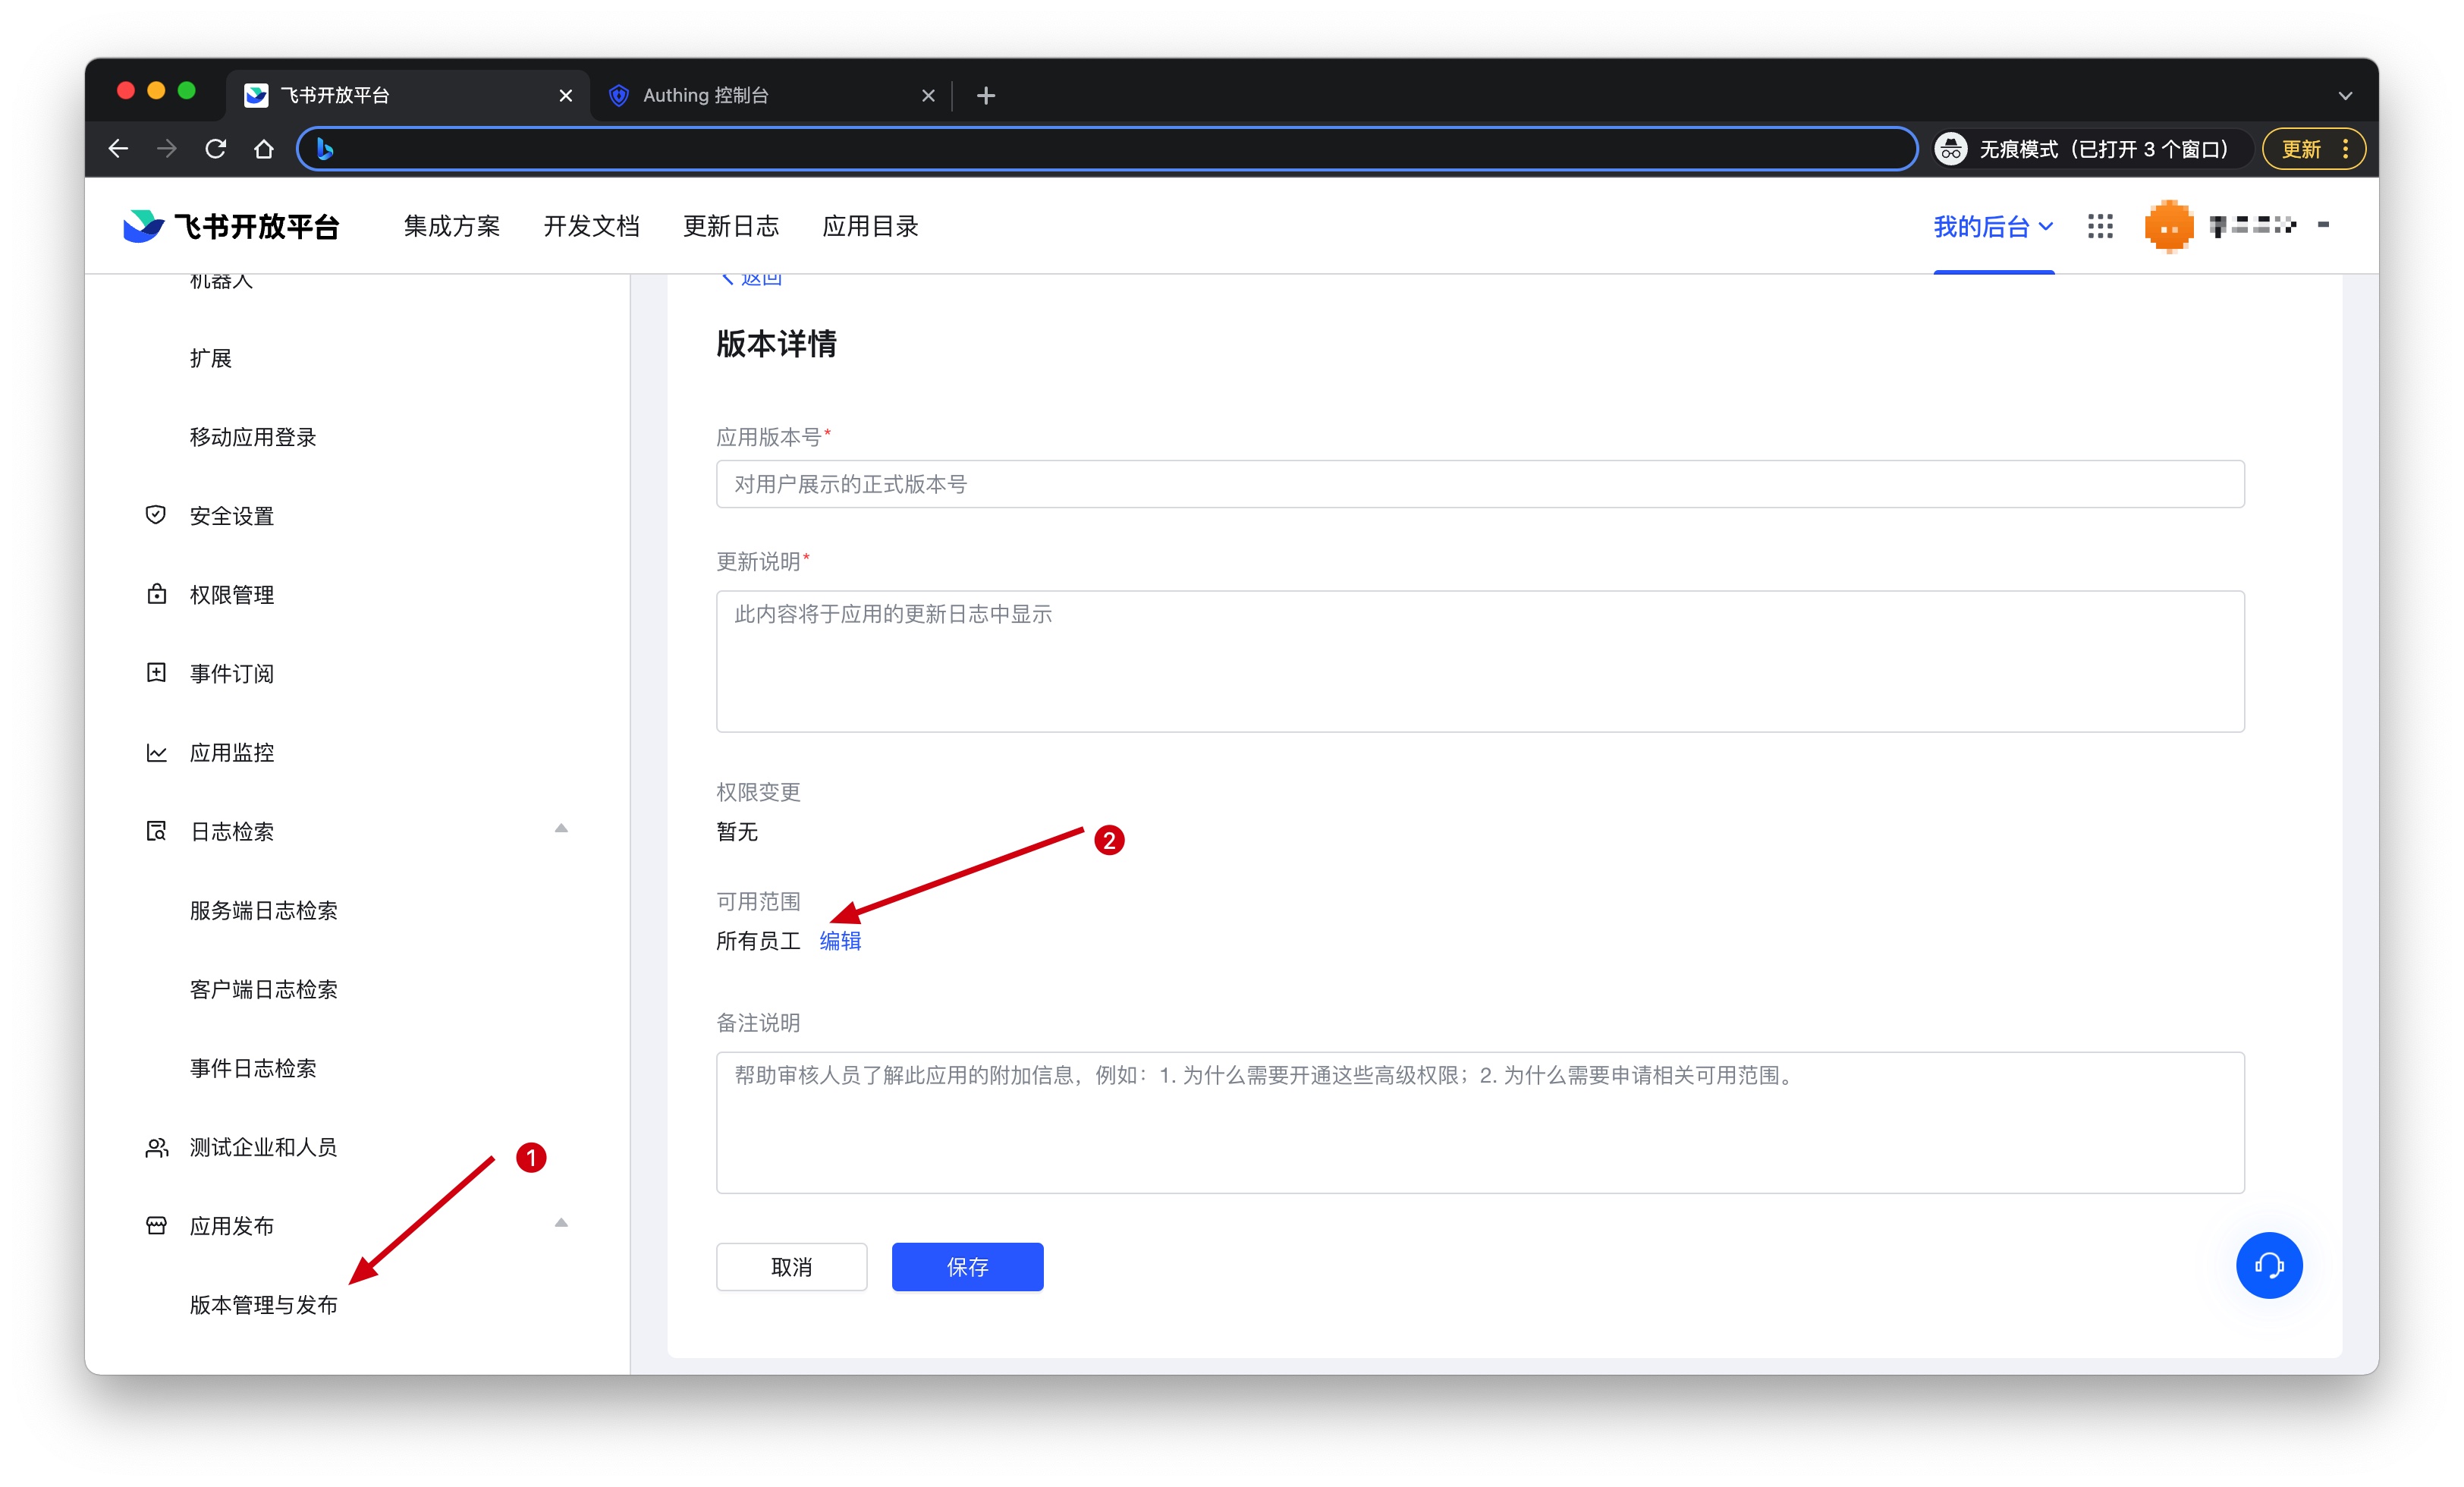 飞书开放平台
Authing 控制台
无痕模式（已打开 3 个窗口）
更新
飞书开放平台
集成方案
开发文档
更新日志
应用目录
我的后台
机器人
扩展
移动应用登录
安全设置
权限管理
事件订阅
应用监控
日志检索
服务端日志检索
客户端日志检索
事件日志检索
测试企业和人员
1
应用发布
版本管理与发布
返回
版本详情
应用版本号*
对用户展示的正式版本号
更新说明*
此内容将于应用的更新日志中显示
权限变更
暂无
2
可用范围
所有员工 编辑
备注说明
帮助审核人员了解此应用的附加信息，例如：1. 为什么需要开通这些高级权限；2. 为什么需要申请相关可用范围。
取消
保存